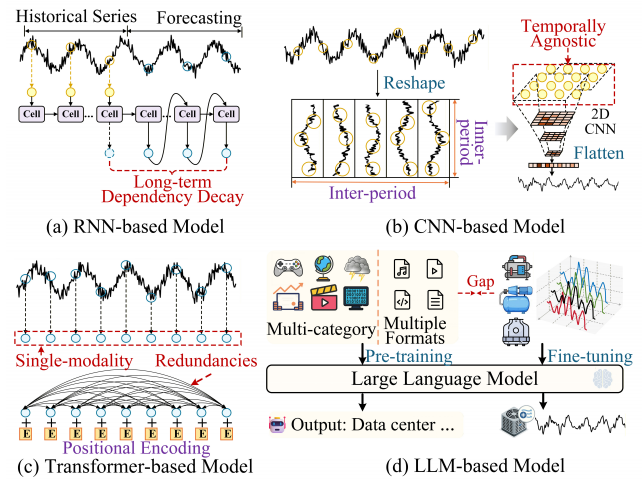 Historical Series
Forecasting
Cell
Cell
...
Cell
Cell
Cell
...
Cell
Long-term
Dependency Decay
(a) RNN-based Model
Reshape
Inner-
period
Inter-period
Temporally
Agnostic
2D
CNN
Flatten
(b) CNN-based Model
Single-modality
Redundancies
+ + + + + + + + +
E E E E E E E E E
Positional Encoding
(c) Transformer-based Model
Multi-category
Multiple
Formats
Gap
Pre-training
Fine-tuning
Large Language Model
Output: Data center ...
(d) LLM-based Model